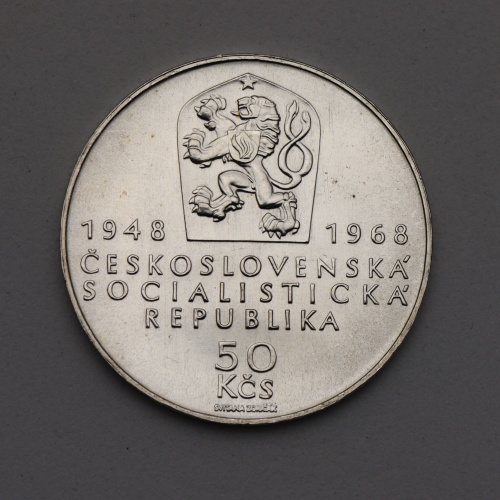 1948 1968
ČESKOSLOVENSKÁ
SOCIALISTICKÁ
REPUBLIKA
50
KČS